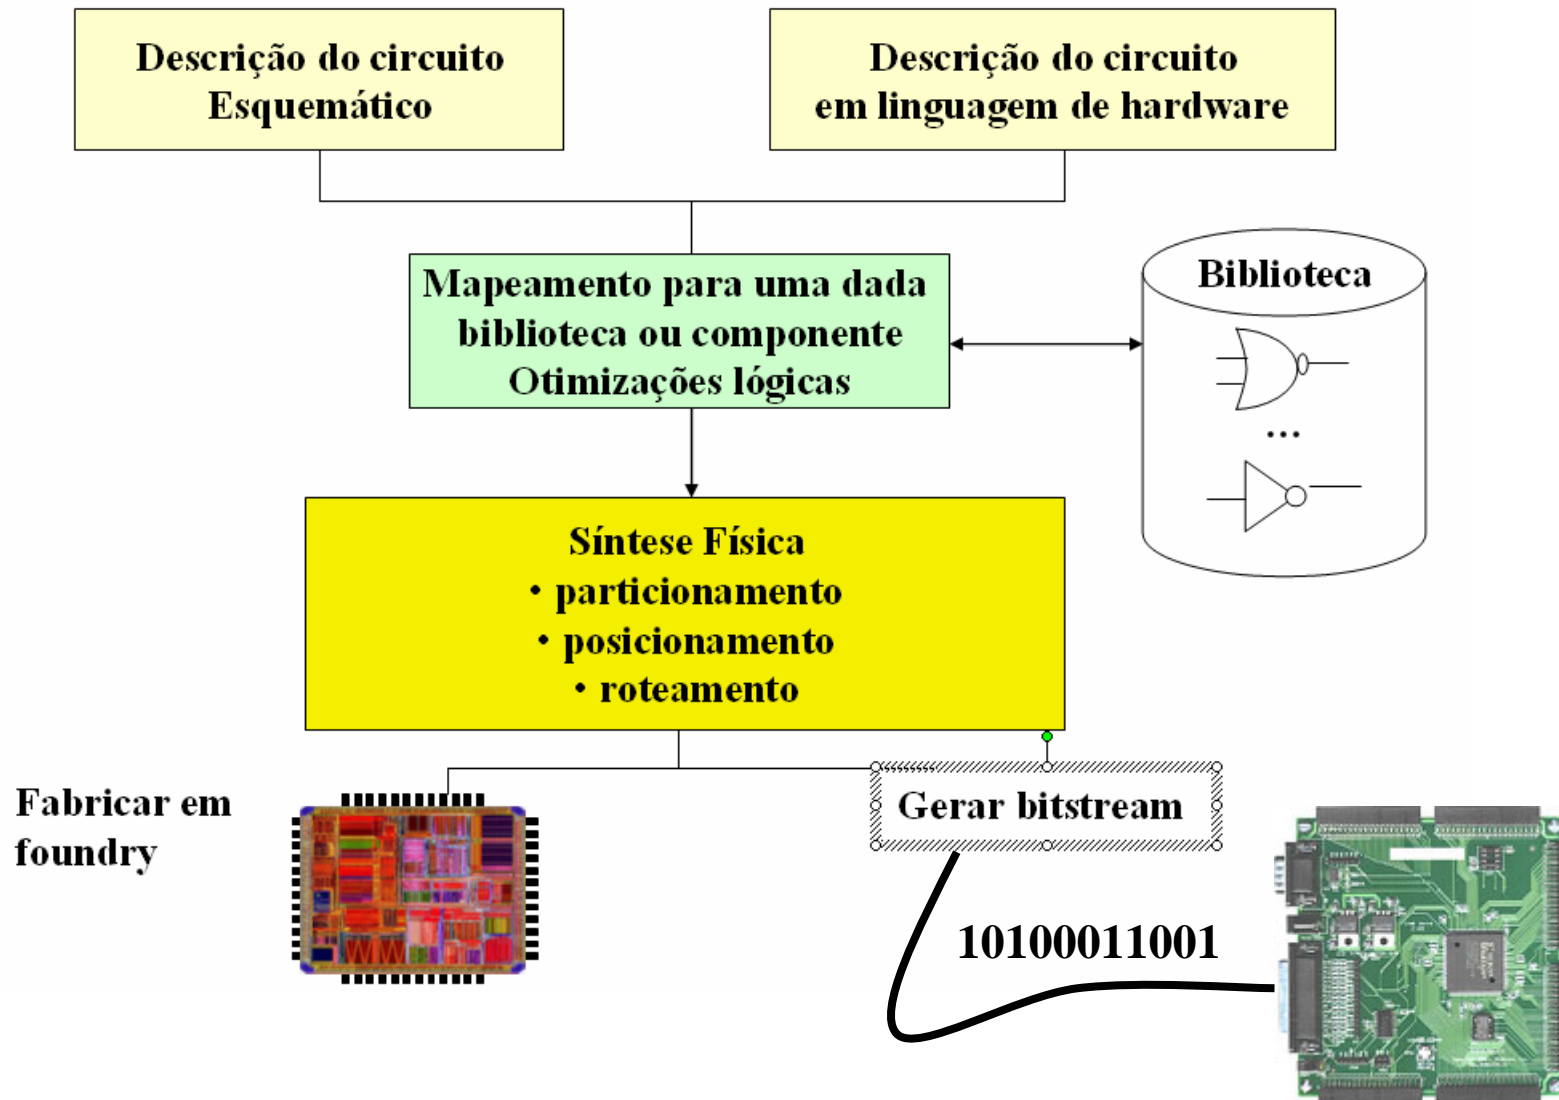 Descrição do circuito
Esquemático
Descrição do circuito
em linguagem de hardware
Mapeamento para uma dada
biblioteca ou componente
Otimizações lógicas
Biblioteca
...
Síntese Física
• particionamento
• posicionamento
• roteamento
Fabricar em
foundry
Gerar bitstream
10100011001